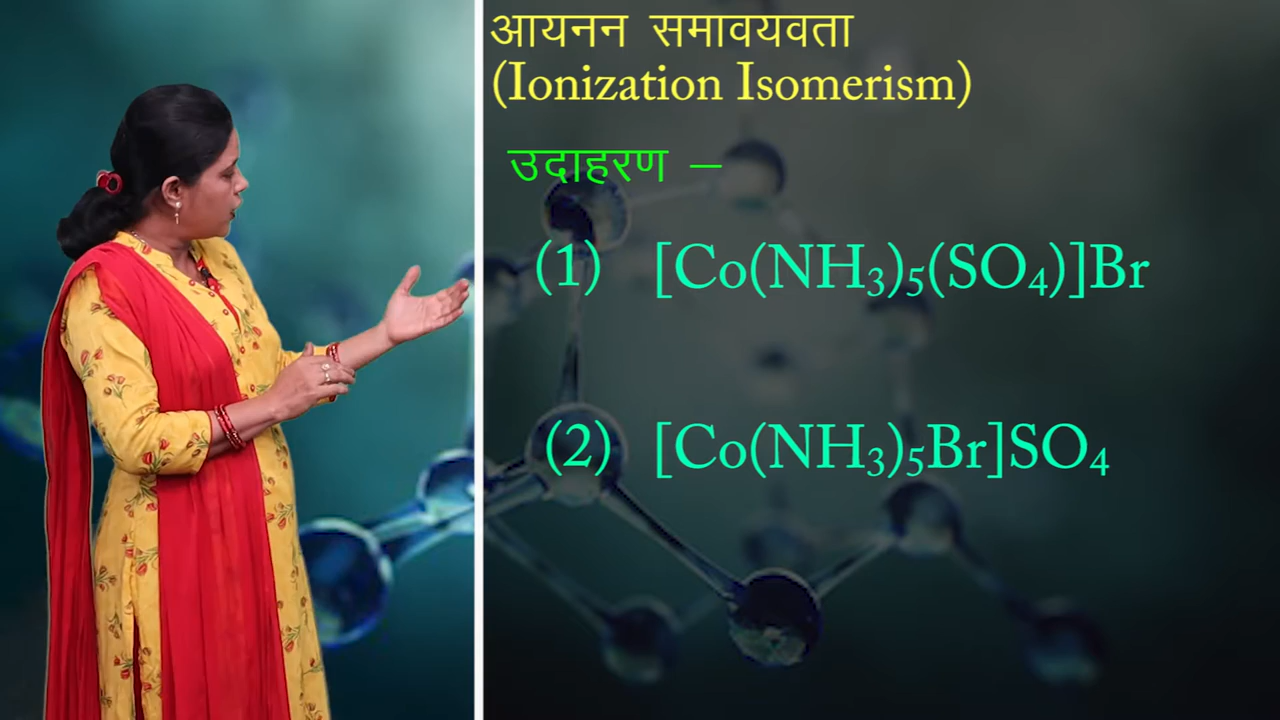 आयनन समावयवता
(Ionization Isomerism)
उदाहरण –
(1) [Co(NH₃)₅(SO₄)]Br
(2) [Co(NH₃)₅Br]SO₄